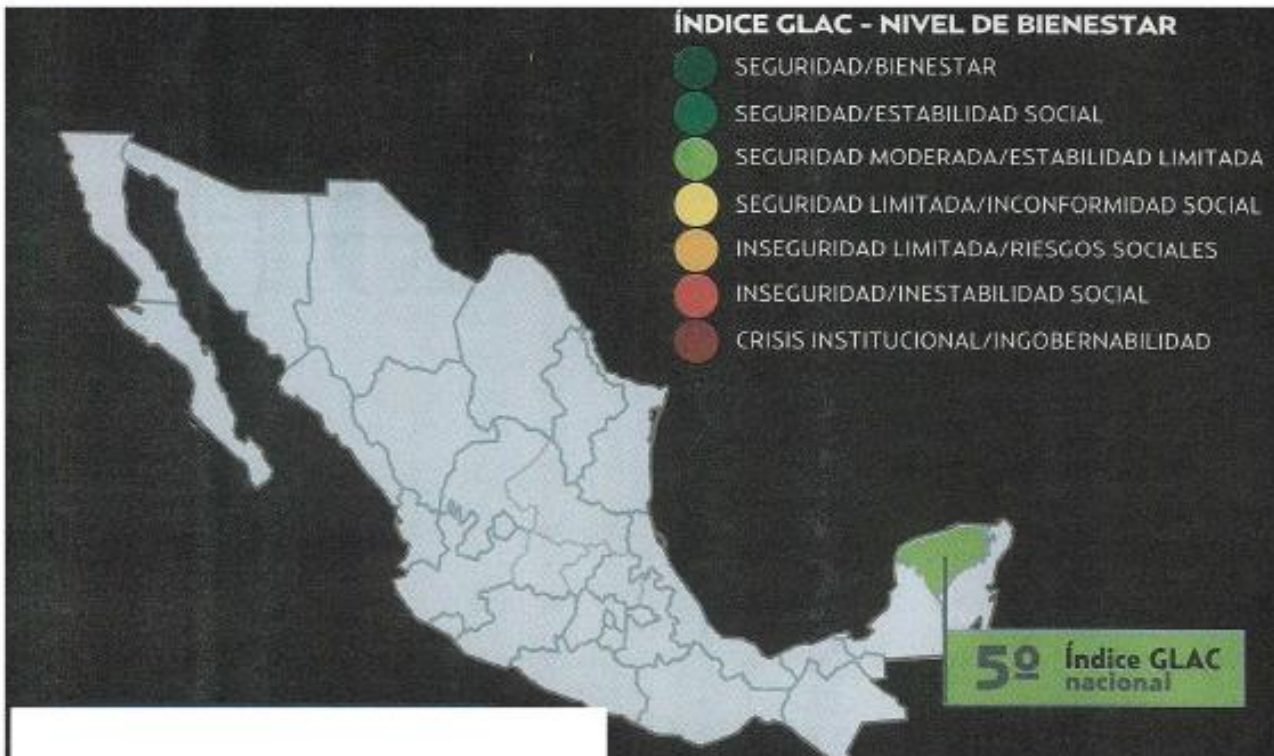 ÍNDICE GLAC - NIVEL DE BIENESTAR
SEGURIDAD/BIENESTAR
SEGURIDAD/ESTABILIDAD SOCIAL
SEGURIDAD MODERADA/ESTABILIDAD LIMITADA
SEGURIDAD LIMITADA/INCONFORMIDAD SOCIAL
INSEGURIDAD LIMITADA/RIESGOS SOCIALES
INSEGURIDAD/INESTABILIDAD SOCIAL
CRISIS INSTITUCIONAL/INGOBERNABILIDAD
5º Índice GLAC
nacional